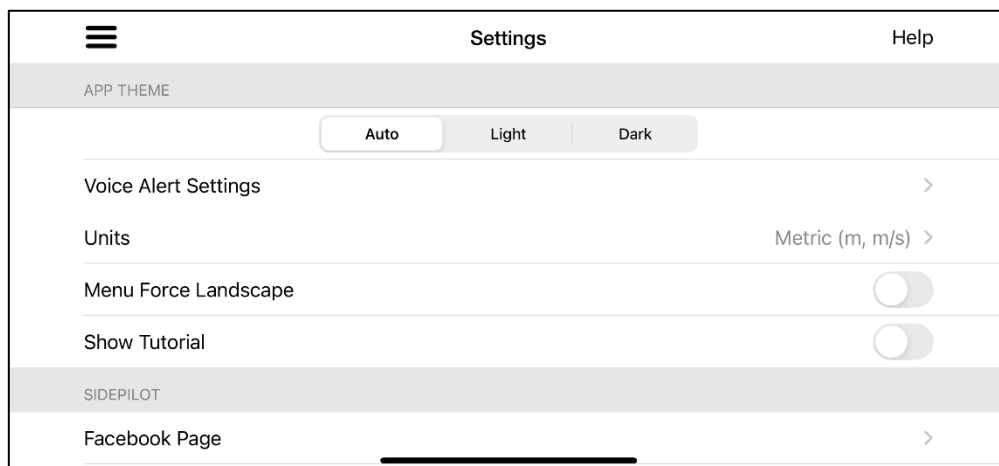 Settings Help
APP THEME
Auto Light Dark
Voice Alert Settings
Units Metric (m, m/s)
Menu Force Landscape
Show Tutorial
SIDEPILOT
Facebook Page